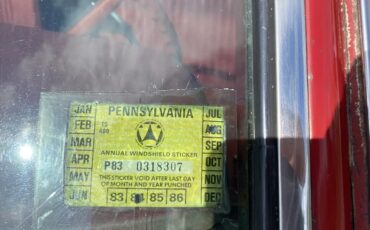 JAN PENNSYLVANIA JUL
FEB AUG
MAR SEP
ANNUAL WINDSHIELD STICKER
APR P83 0318307 OCT
MAY THIS STICKER VOID AFTER LAST DAY NOV
OF MONTH AND YEAR PUNCHED
JUN 83 84 85 86 DEC